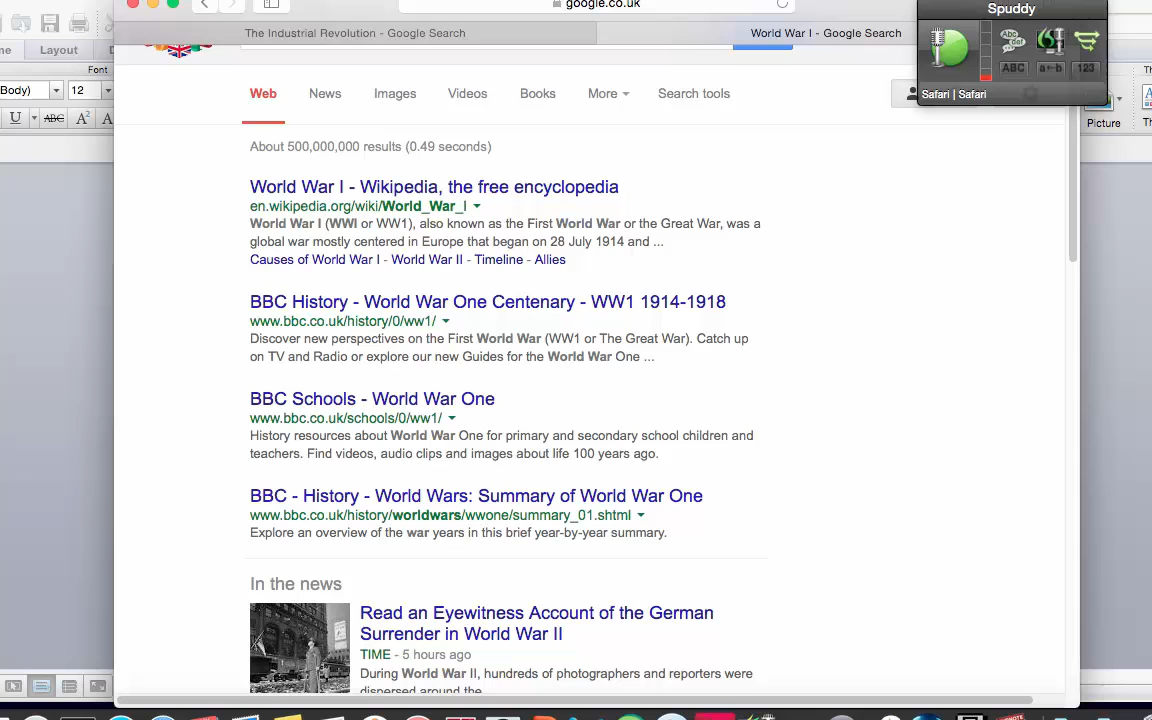 google.co.uk
Spuddy
The Industrial Revolution - Google Search
World War I - Google Search
Layout
Font
Body)
12
U
ABC
A2
A
Abc
def
ABC
a↔b
123
Safari | Safari
Picture
Web
News
Images
Videos
Books
More
Search tools
About 500,000,000 results (0.49 seconds)
World War I - Wikipedia, the free encyclopedia
en.wikipedia.org/wiki/World_War_I
World War I (WWI or WW1), also known as the First World War or the Great War, was a
global war mostly centered in Europe that began on 28 July 1914 and ...
Causes of World War I - World War II - Timeline - Allies
BBC History - World War One Centenary - WW1 1914-1918
www.bbc.co.uk/history/0/ww1/
Discover new perspectives on the First World War (WW1 or The Great War). Catch up
on TV and Radio or explore our new Guides for the World War One ...
BBC Schools - World War One
www.bbc.co.uk/schools/0/ww1/
History resources about World War One for primary and secondary school children and
teachers. Find videos, audio clips and images about life 100 years ago.
BBC - History - World Wars: Summary of World War One
www.bbc.co.uk/history/worldwars/wwone/summary_01.shtml
Explore an overview of the war years in this brief year-by-year summary.
In the news
Read an Eyewitness Account of the German
Surrender in World War II
TIME - 5 hours ago
During World War II, hundreds of photographers and reporters were
dispersed around the